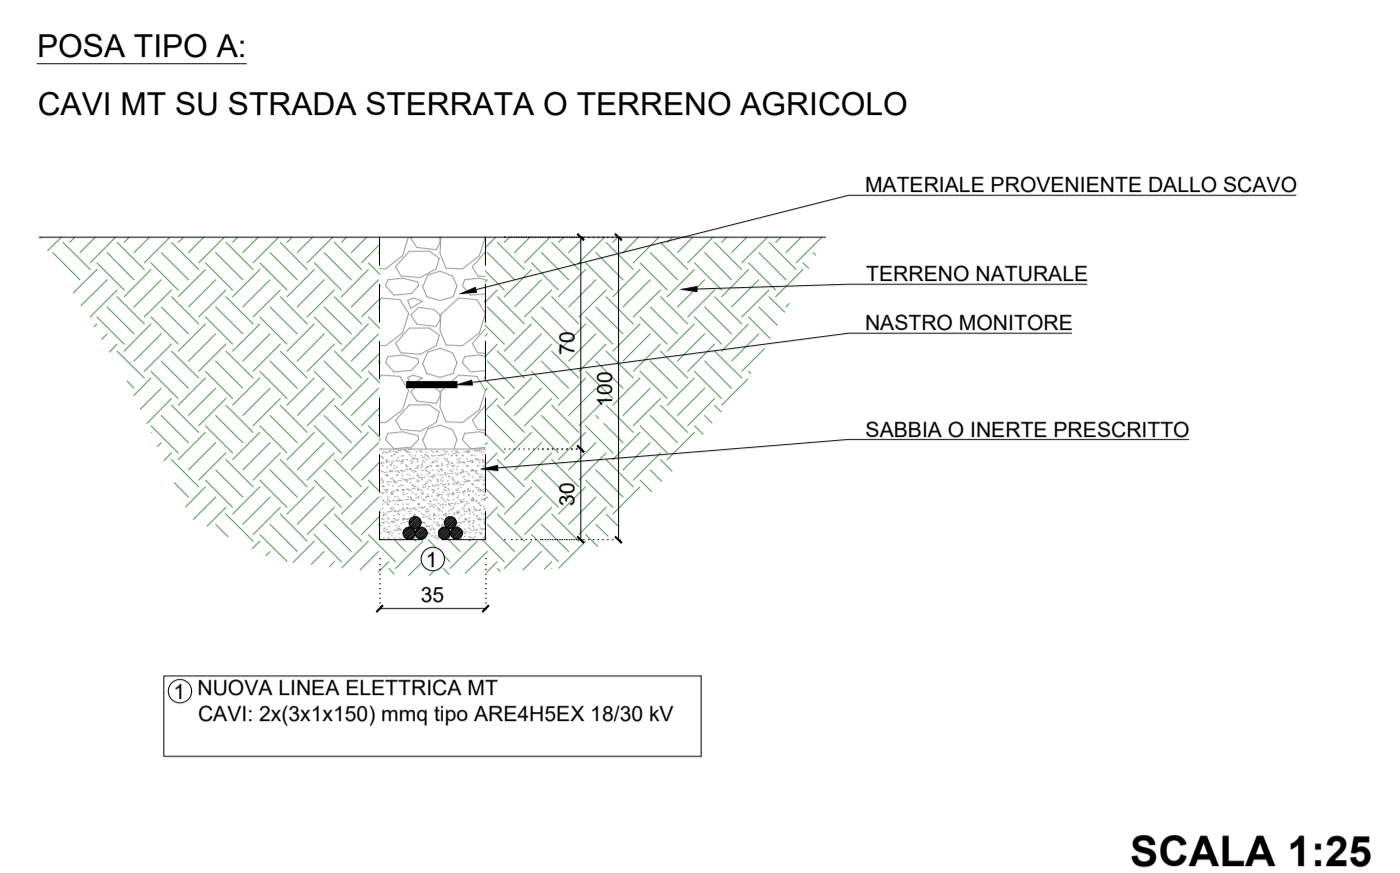 POSA TIPO A:
CAVI MT SU STRADA STERRATA O TERRENO AGRICOLO
MATERIALE PROVENIENTE DALLO SCAVO
TERRENO NATURALE
NASTRO MONITORE
70
100
SABBIA O INERTE PRESCRITTO
30
1
35
1 NUOVA LINEA ELETTRICA MT
CAVI: 2x(3x1x150) mmq tipo ARE4H5EX 18/30 kV
SCALA 1:25